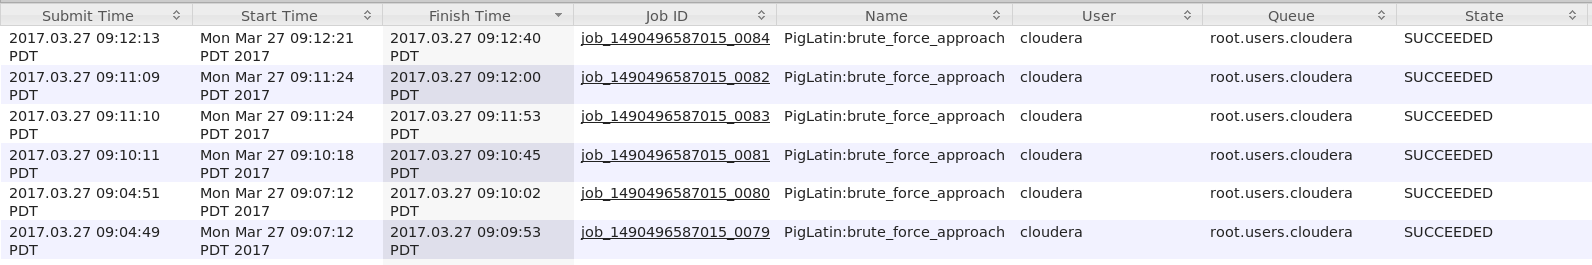 Submit Time Start Time Finish Time Job ID Name User Queue State
2017.03.27 09:12:13 Mon Mar 27 09:12:21 2017.03.27 09:12:40 job_1490496587015_0084 PigLatin:brute_force_approach cloudera root.users.cloudera SUCCEEDED
PDT PDT 2017 PDT
2017.03.27 09:11:09 Mon Mar 27 09:11:24 2017.03.27 09:12:00 job_1490496587015_0082 PigLatin:brute_force_approach cloudera root.users.cloudera SUCCEEDED
PDT PDT 2017 PDT
2017.03.27 09:11:10 Mon Mar 27 09:11:24 2017.03.27 09:11:53 job_1490496587015_0083 PigLatin:brute_force_approach cloudera root.users.cloudera SUCCEEDED
PDT PDT 2017 PDT
2017.03.27 09:10:11 Mon Mar 27 09:10:18 2017.03.27 09:10:45 job_1490496587015_0081 PigLatin:brute_force_approach cloudera root.users.cloudera SUCCEEDED
PDT PDT 2017 PDT
2017.03.27 09:04:51 Mon Mar 27 09:07:12 2017.03.27 09:10:02 job_1490496587015_0080 PigLatin:brute_force_approach cloudera root.users.cloudera SUCCEEDED
PDT PDT 2017 PDT
2017.03.27 09:04:49 Mon Mar 27 09:07:12 2017.03.27 09:09:53 job_1490496587015_0079 PigLatin:brute_force_approach cloudera root.users.cloudera SUCCEEDED
PDT PDT 2017 PDT